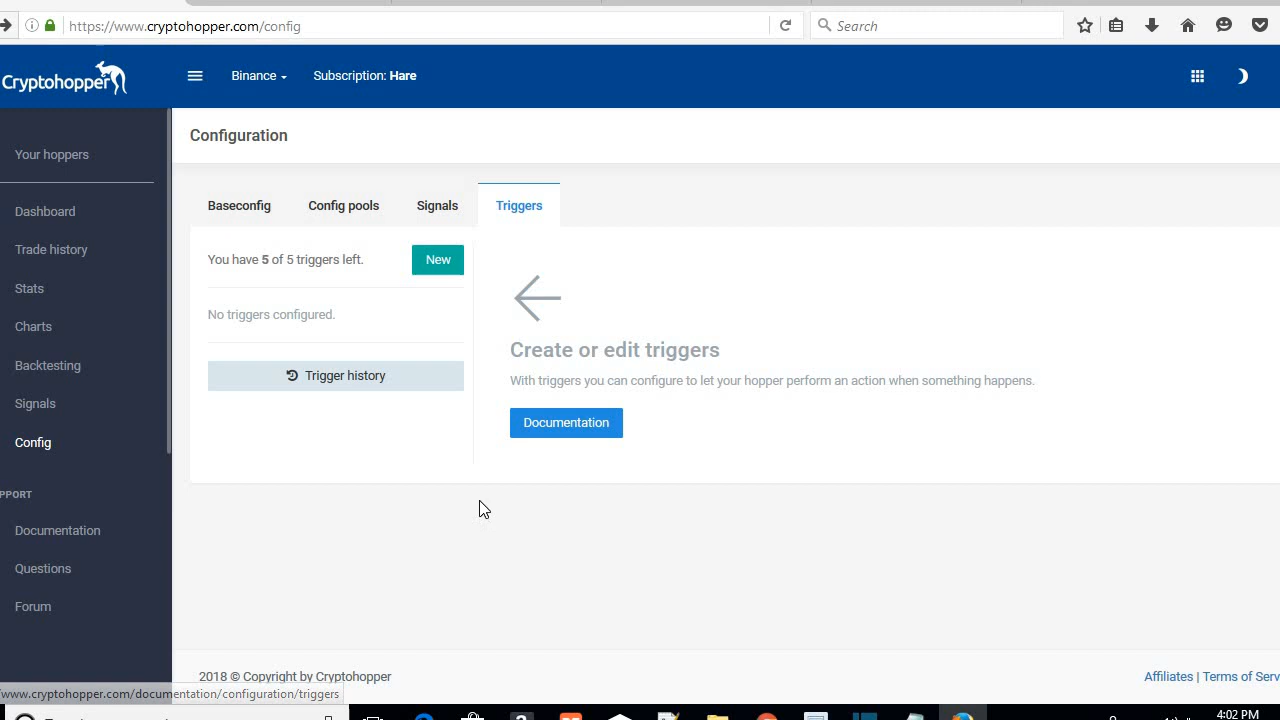 https://www.cryptohopper.com/config
Search
Cryptohopper
Binance
Subscription: Hare
Configuration
Your hoppers
Dashboard
Trade history
Stats
Charts
Backtesting
Signals
Config
PPORT
Documentation
Questions
Forum
Baseconfig
Config pools
Signals
Triggers
You have 5 of 5 triggers left.
New
No triggers configured.
Trigger history
Create or edit triggers
With triggers you can configure to let your hopper perform an action when something happens.
Documentation
2018 © Copyright by Cryptohopper
Affiliates | Terms of Serv
/www.cryptohopper.com/documentation/configuration/triggers
4:02 PM